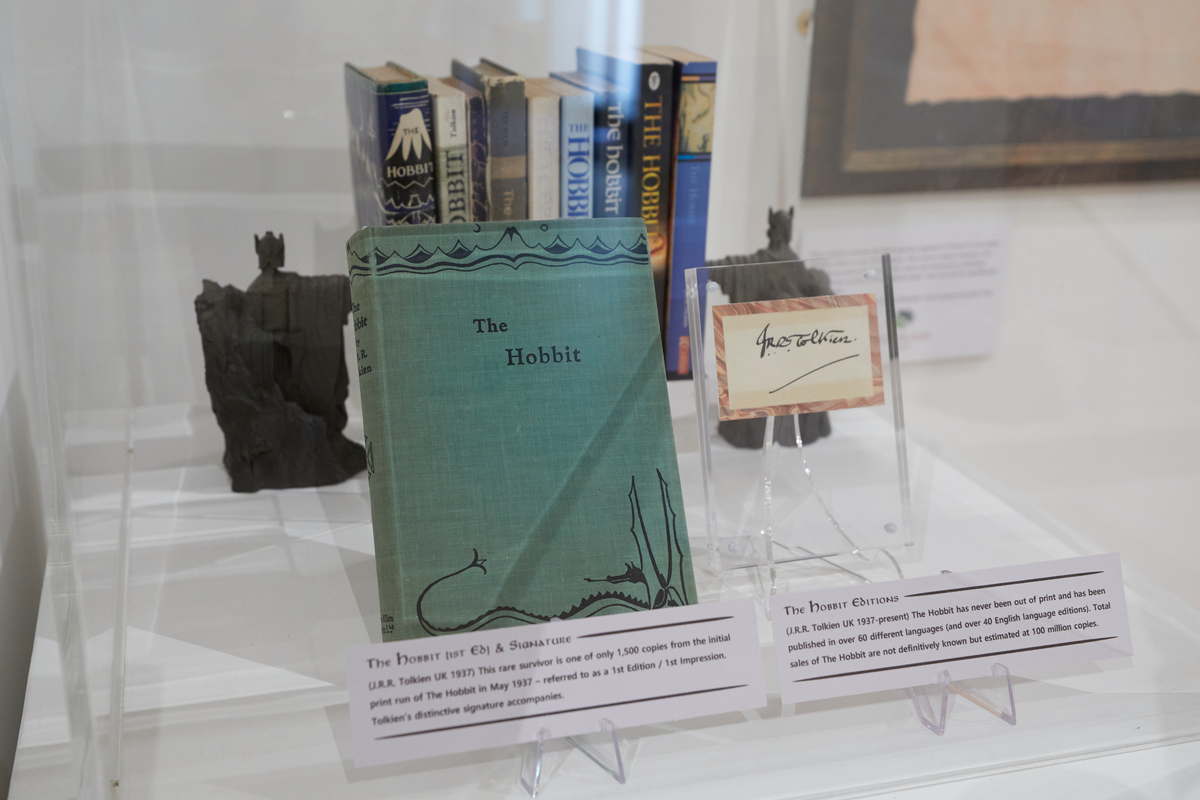 THE
HOBBIT
Tolkien
HOBBIT
The
THE
HOBBI
The hobbit
THE HOBBIT
The Hobbit
The
Hobbit
JRR Tolkien
The Hobbit (1st Ed) & Signature
(J.R.R. Tolkien UK 1937) This rare survivor is one of only 1,500 copies from the initial
print run of The Hobbit in May 1937 – referred to as a 1st Edition / 1st Impression.
Tolkien's distinctive signature accompanies.
The Hobbit Editions
(J.R.R. Tolkien UK 1937-present) The Hobbit has never been out of print and has been
published in over 60 different languages (and over 40 English language editions). Total
sales of The Hobbit are not definitively known but estimated at 100 million copies.